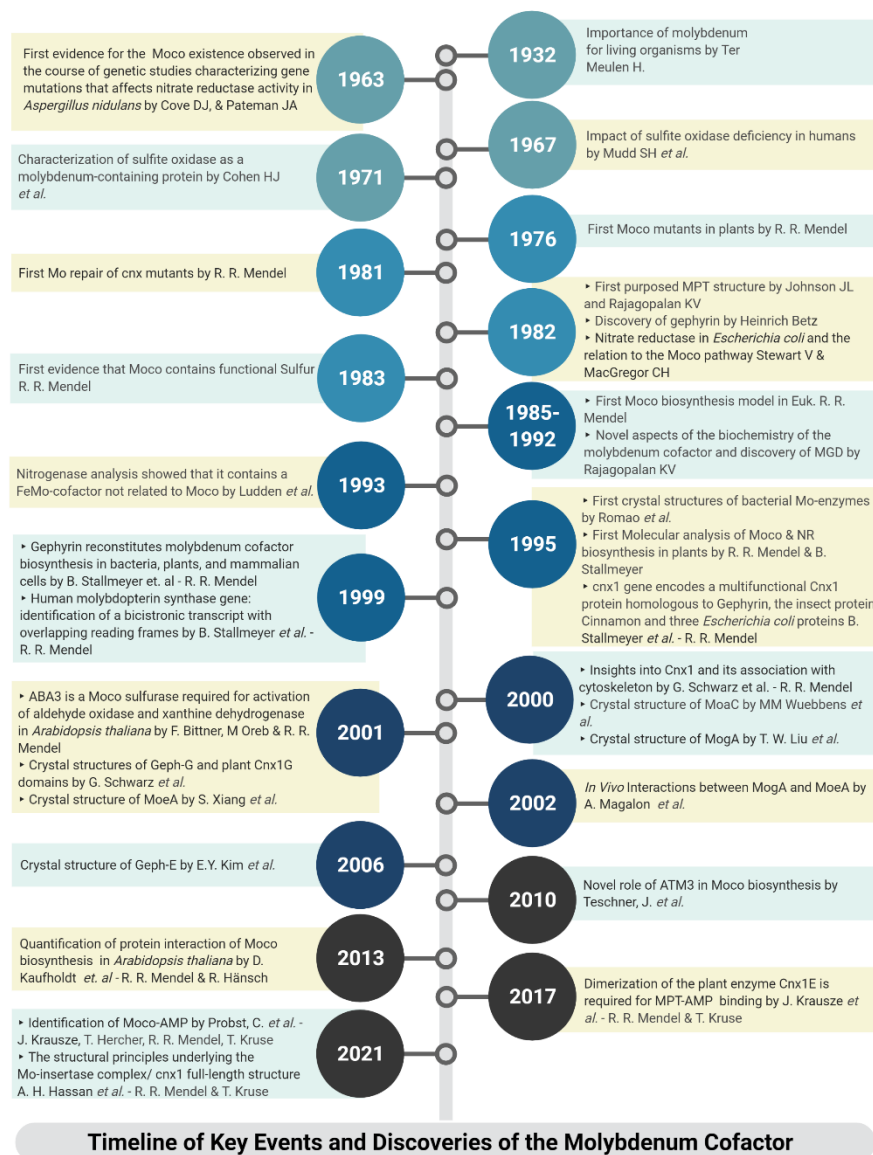 1932
Importance of molybdenum
for living organisms by Ter
Meulen H.
1963
First evidence for the Moco existence observed in
the course of genetic studies characterizing gene
mutations that affects nitrate reductase activity in
Aspergillus nidulans by Cove DJ, & Pateman JA
1967
Impact of sulfite oxidase deficiency in humans
by Mudd SH et al.
1971
Characterization of sulfite oxidase as a
molybdenum-containing protein by Cohen HJ
et al.
1976
First Moco mutants in plants by R. R. Mendel
1981
First Mo repair of cnx mutants by R. R. Mendel
1982
‣ First purposed MPT structure by Johnson JL
and Rajagopalan KV
‣ Discovery of gephyrin by Heinrich Betz
‣ Nitrate reductase in Escherichia coli and the
relation to the Moco pathway Stewart V &
MacGregor CH
1983
First evidence that Moco contains functional Sulfur
R. R. Mendel
1985-
1992
‣ First Moco biosynthesis model in Euk. R. R.
Mendel
‣ Novel aspects of the biochemistry of the
molybdenum cofactor and discovery of MGD by
Rajagopalan KV
1993
Nitrogenase analysis showed that it contains a
FeMo-cofactor not related to Moco by Ludden et al.
1995
‣ First crystal structures of bacterial Mo-enzymes
by Romao et al.
‣ First Molecular analysis of Moco & NR
biosynthesis in plants by R. R. Mendel & B.
Stallmeyer
‣ cnx1 gene encodes a multifunctional Cnx1
protein homologous to Gephyrin, the insect protein
Cinnamon and three Escherichia coli proteins B.
Stallmeyer et al. - R. R. Mendel
1999
‣ Gephyrin reconstitutes molybdenum cofactor
biosynthesis in bacteria, plants, and mammalian
cells by B. Stallmeyer et. al - R. R. Mendel
‣ Human molybdopterin synthase gene:
identification of a bicistronic transcript with
overlapping reading frames by B. Stallmeyer et al. -
R. R. Mendel
2000
‣ Insights into Cnx1 and its association with
cytoskeleton by G. Schwarz et al. - R. R. Mendel
‣ Crystal structure of MoaC by MM Wuebbens et
al.
‣ Crystal structure of MogA by T. W. Liu et al.
2001
‣ ABA3 is a Moco sulfurase required for activation
of aldehyde oxidase and xanthine dehydrogenase
in Arabidopsis thaliana by F. Bittner, M Oreb & R. R.
Mendel
‣ Crystal structures of Geph-G and plant Cnx1G
domains by G. Schwarz et al.
‣ Crystal structure of MoeA by S. Xiang et al.
2002
In Vivo Interactions between MogA and MoeA by
A. Magalon et al.
2006
Crystal structure of Geph-E by E.Y. Kim et al.
2010
Novel role of ATM3 in Moco biosynthesis by
Teschner, J. et al.
2013
Quantification of protein interaction of Moco
biosynthesis in Arabidopsis thaliana by D.
Kaufholdt et. al - R. R. Mendel & R. Hänsch
2017
Dimerization of the plant enzyme Cnx1E is
required for MPT-AMP binding by J. Krausze et
al. - R. R. Mendel & T. Kruse
2021
‣ Identification of Moco-AMP by Probst, C. et al. -
J. Krausze, T. Hercher, R. R. Mendel, T. Kruse
‣ The structural principles underlying the
Mo-insertase complex/ cnx1 full-length structure
A. H. Hassan et al. - R. R. Mendel & T. Kruse
Timeline of Key Events and Discoveries of the Molybdenum Cofactor